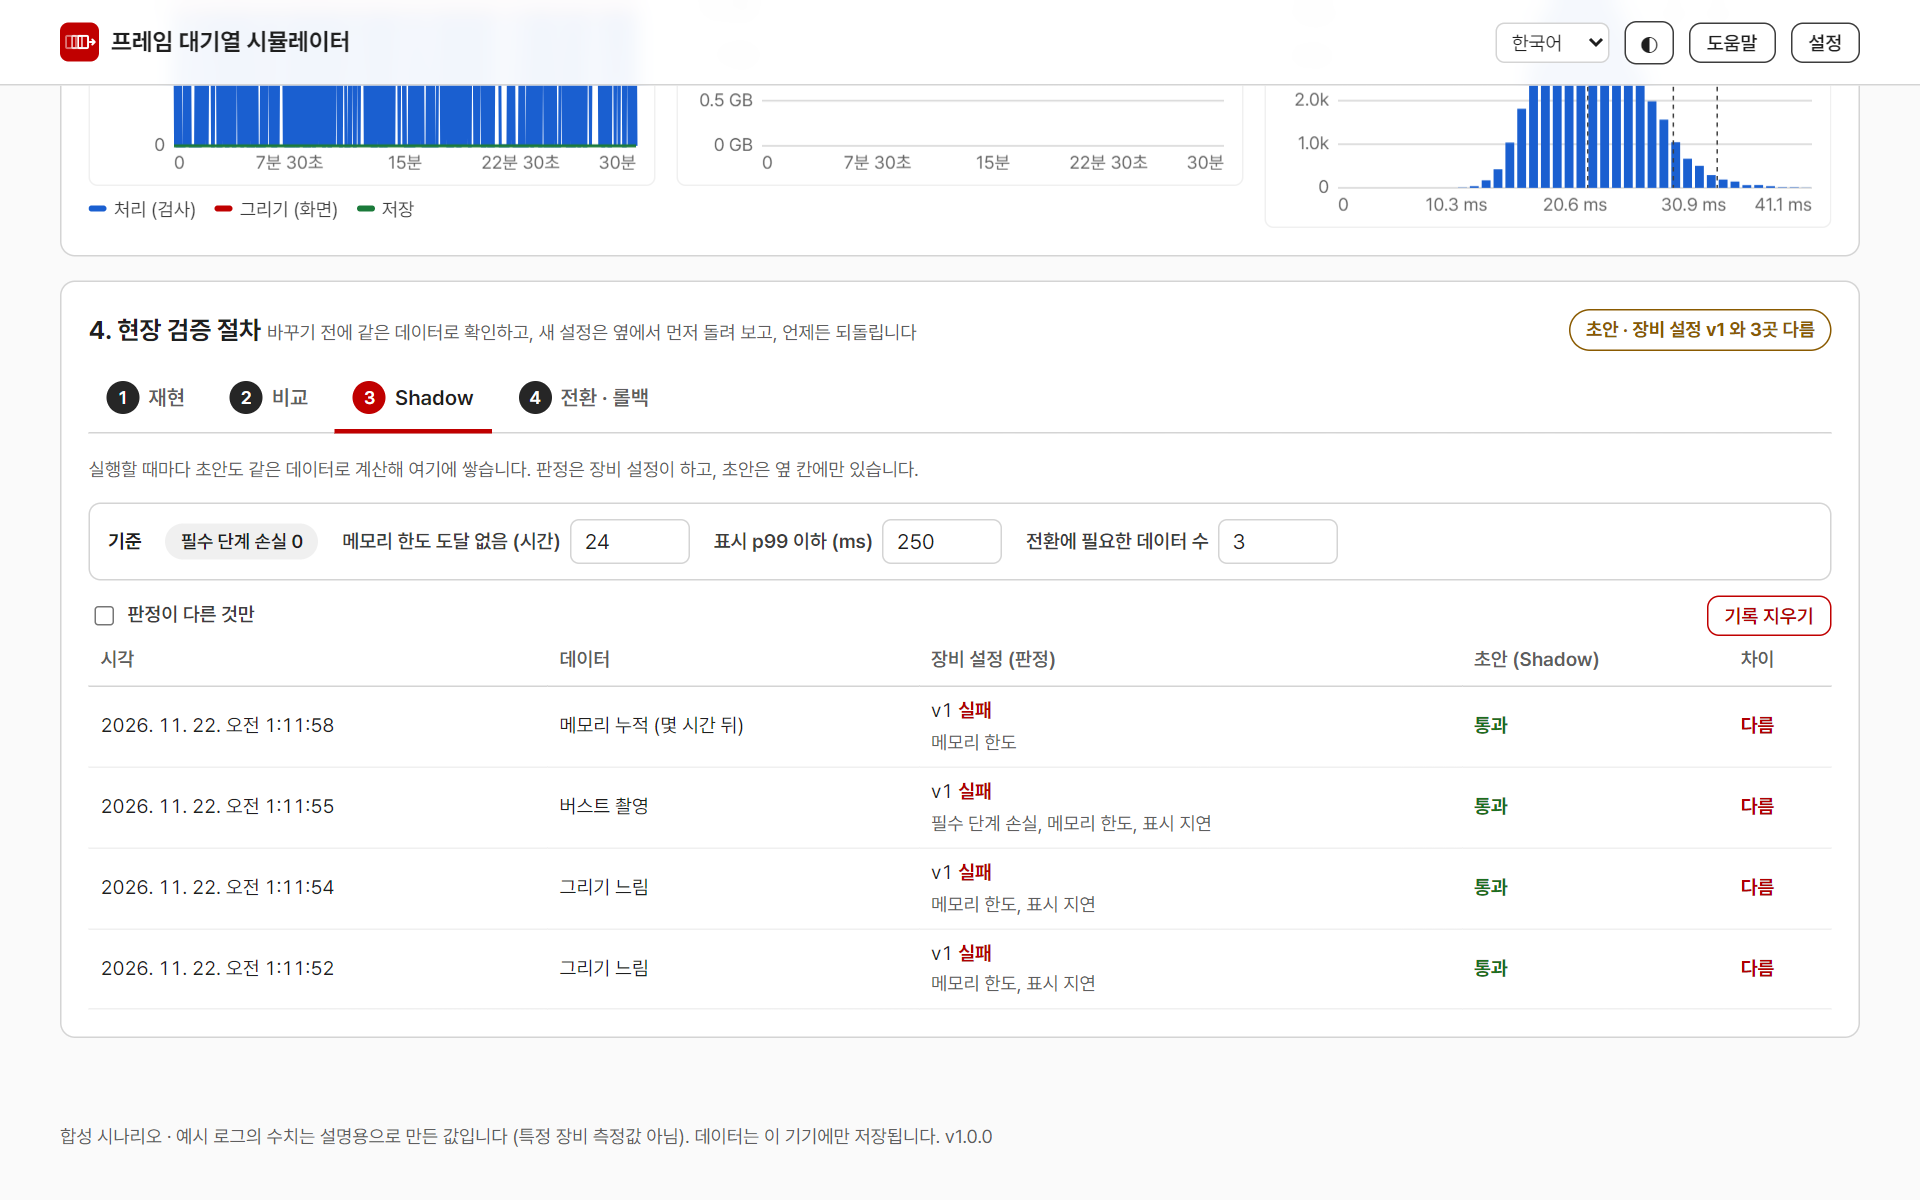 프레임 대기열 시뮬레이터
한국어
도움말
설정
0
0 7분 30초 15분 22분 30초 30분
처리 (검사) 그리기 (화면) 저장
0.5 GB
0 GB
0 7분 30초 15분 22분 30초 30분
2.0k
1.0k
0
0 10.3 ms 20.6 ms 30.9 ms 41.1 ms
4. 현장 검증 절차 바꾸기 전에 같은 데이터로 확인하고, 새 설정은 옆에서 먼저 돌려 보고, 언제든 되돌립니다
초안 · 장비 설정 v1 와 3곳 다름
1 재현 2 비교 3 Shadow 4 전환 · 롤백
실행할 때마다 초안도 같은 데이터로 계산해 여기에 쌓습니다. 판정은 장비 설정이 하고, 초안은 옆 칸에만 있습니다.
기준 필수 단계 손실 0 메모리 한도 도달 없음 (시간) 24 표시 p99 이하 (ms) 250 전환에 필요한 데이터 수 3
판정이 다른 것만
기록 지우기
시각 데이터 장비 설정 (판정) 초안 (Shadow) 차이
2026. 11. 22. 오전 1:11:58 메모리 누적 (몇 시간 뒤) v1 실패 통과 다름
메모리 한도
2026. 11. 22. 오전 1:11:55 버스트 촬영 v1 실패 통과 다름
필수 단계 손실, 메모리 한도, 표시 지연
2026. 11. 22. 오전 1:11:54 그리기 느림 v1 실패 통과 다름
메모리 한도, 표시 지연
2026. 11. 22. 오전 1:11:52 그리기 느림 v1 실패 통과 다름
메모리 한도, 표시 지연
합성 시나리오 · 예시 로그의 수치는 설명용으로 만든 값입니다 (특정 장비 측정값 아님). 데이터는 이 기기에만 저장됩니다. v1.0.0